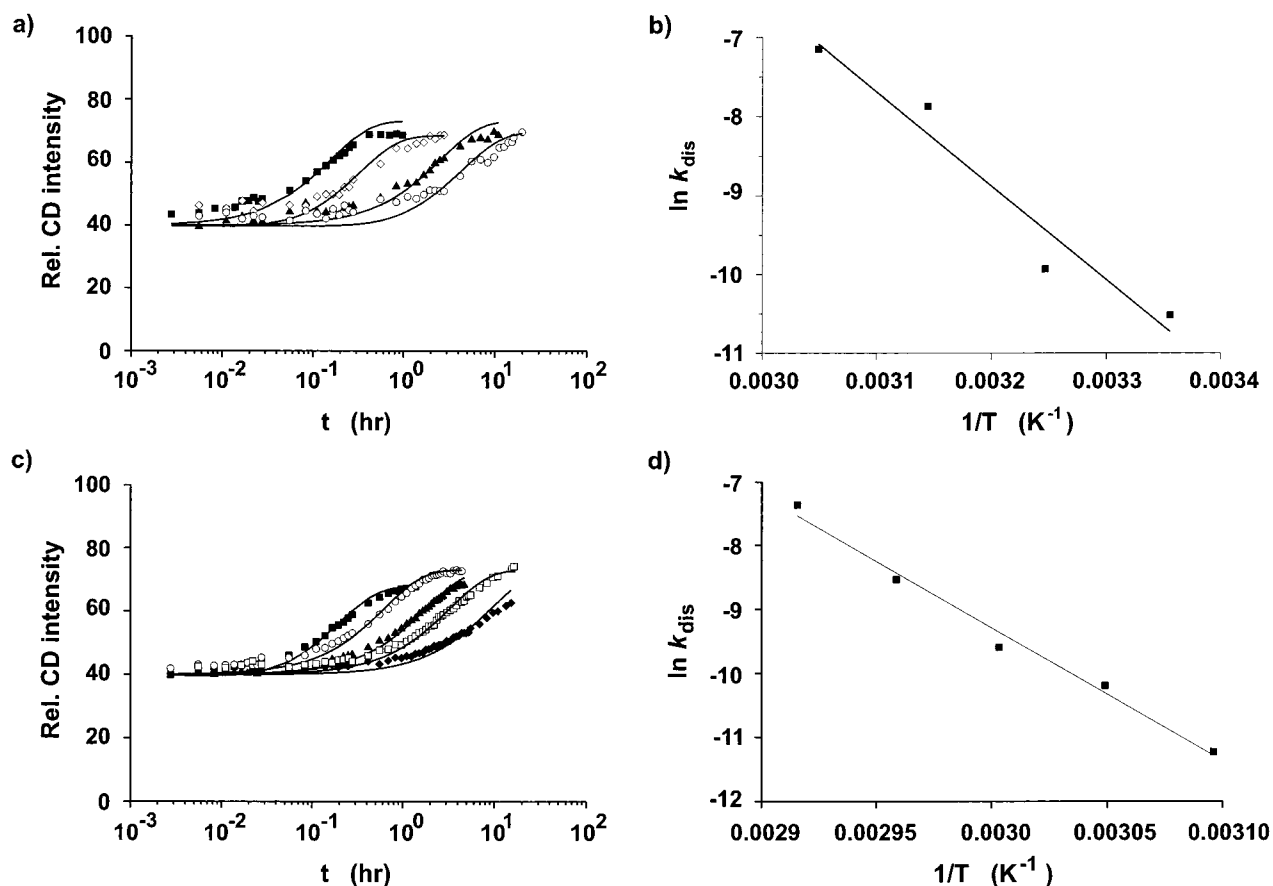 a)
100
80
60
40
20
0
Rel. CD intensity
10⁻³ 10⁻² 10⁻¹ 10⁰ 10¹ 10²
t (hr)
b)
-7
-8
-9
-10
-11
ln k_dis
0.0030 0.0031 0.0032 0.0033 0.0034
1/T (K⁻¹)
c)
100
80
60
40
20
0
Rel. CD intensity
10⁻³ 10⁻² 10⁻¹ 10⁰ 10¹ 10²
t (hr)
d)
-7
-8
-9
-10
-11
-12
ln k_dis
0.0029 0.00295 0.0030 0.00305 0.00310
1/T (K⁻¹)